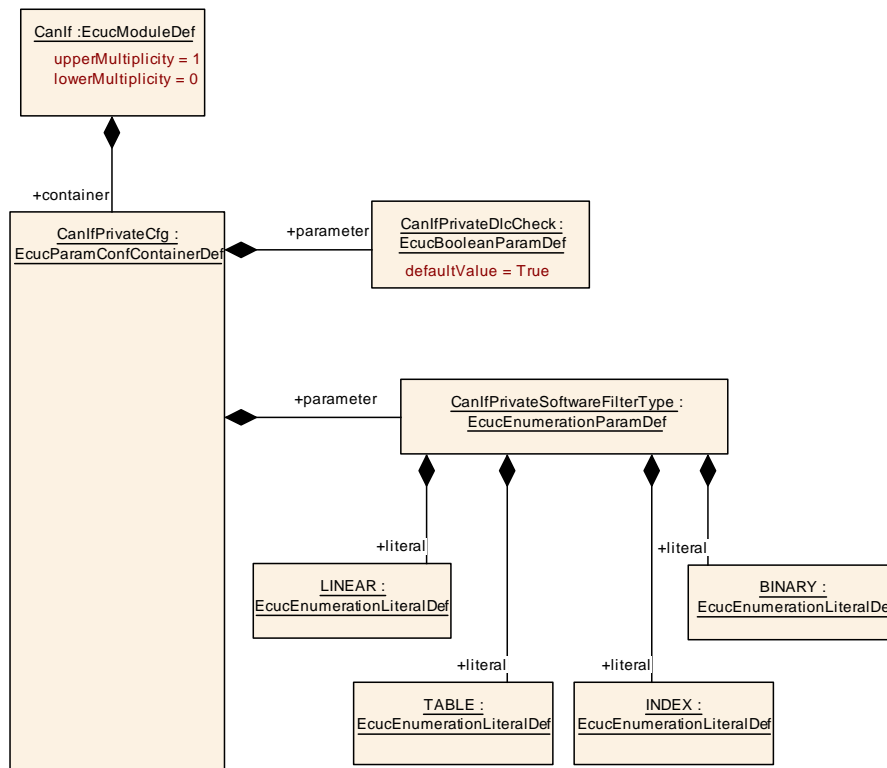 CanIf :EcucModuleDef
upperMultiplicity = 1
lowerMultiplicity = 0
+container
CanIfPrivateCfg :
EcucParamConfContainerDef
+parameter
CanIfPrivateDlcCheck:
EcucBooleanParamDef
defaultValue = True
+parameter
CanIfPrivateSoftwareFilterType :
EcucEnumerationParamDef
+literal
+literal
LINEAR :
EcucEnumerationLiteralDef
BINARY :
EcucEnumerationLiteralDef
+literal
+literal
TABLE :
EcucEnumerationLiteralDef
INDEX :
EcucEnumerationLiteralDef